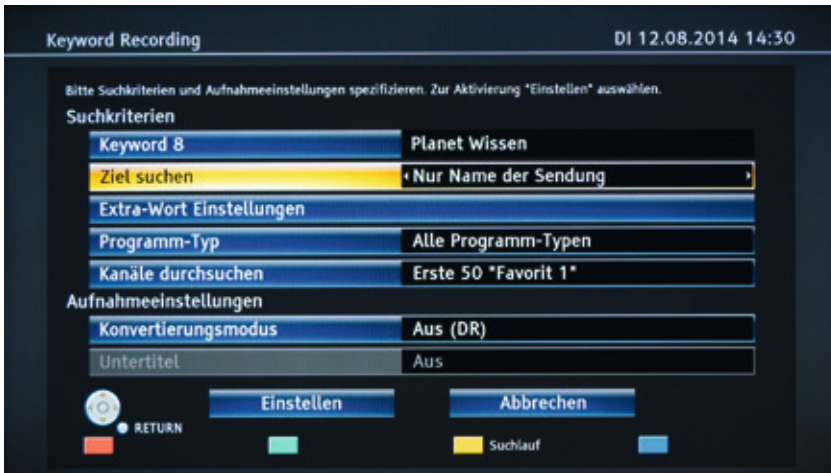 Keyword Recording DI 12.08.2014 14:30
Bitte Suchkriterien und Aufnahmeeinstellungen spezifizieren. Zur Aktivierung "Einstellen" auswählen.
Suchkriterien
Keyword 8 Planet Wissen
Ziel suchen Nur Name der Sendung
Extra-Wort Einstellungen
Programm-Typ Alle Programm-Typen
Kanäle durchsuchen Erste 50 "Favorit 1"
Aufnahmeeinstellungen
Konvertierungsmodus Aus (DR)
Untertitel Aus
Einstellen Abbrechen
RETURN
Suchlauf